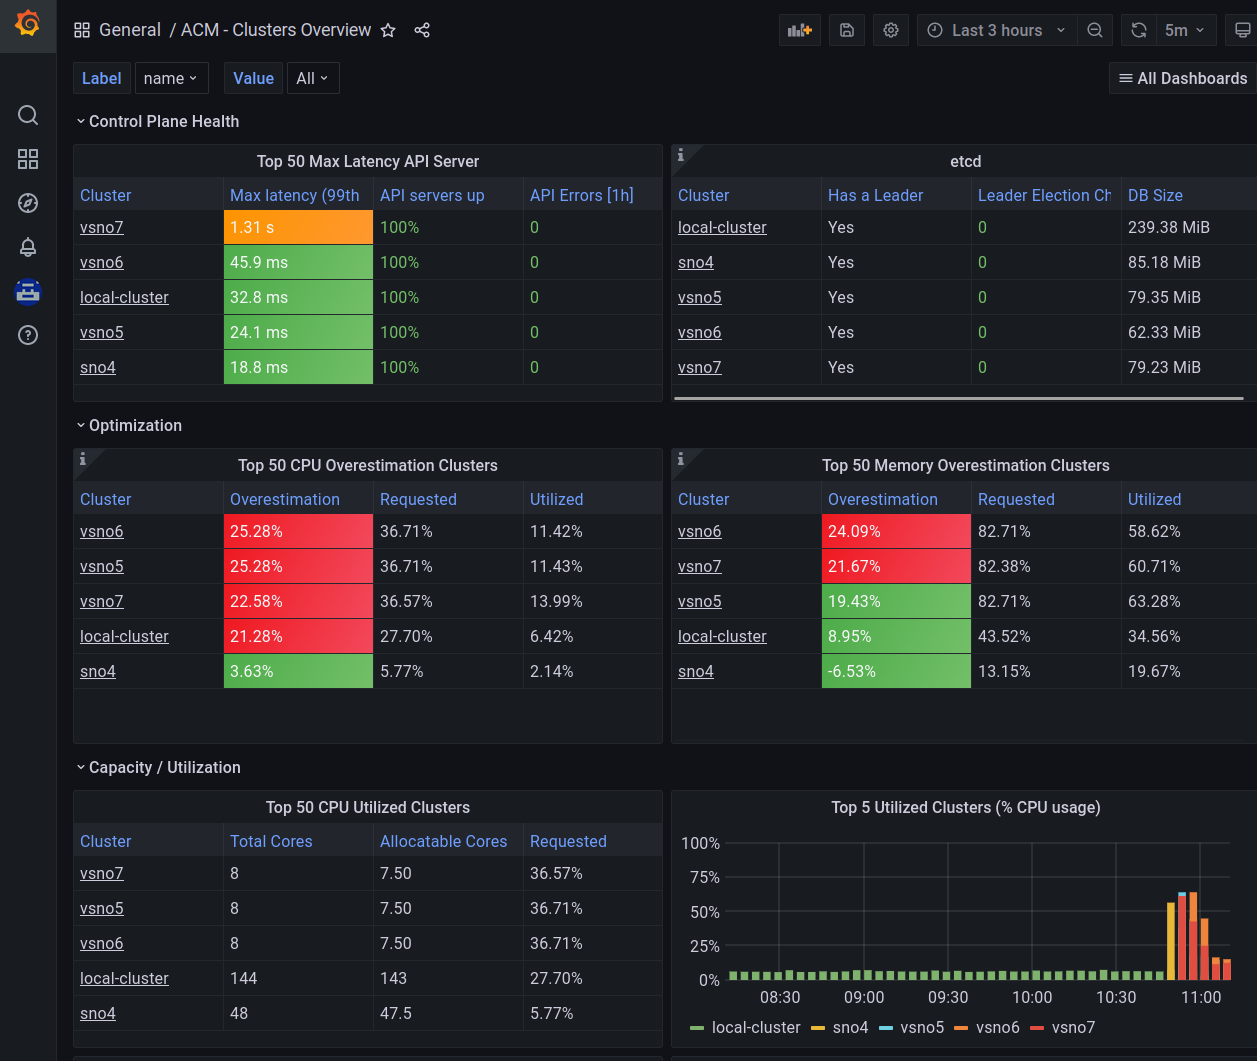 General / ACM - Clusters Overview
Last 3 hours
5m
Label name Value All
All Dashboards
Control Plane Health
Top 50 Max Latency API Server
Cluster Max latency (99th API servers up API Errors [1h]
vsno7 1.31 s 100% 0
vsno6 45.9 ms 100% 0
local-cluster 32.8 ms 100% 0
vsno5 24.1 ms 100% 0
sno4 18.8 ms 100% 0
etcd
Cluster Has a Leader Leader Election Ch DB Size
local-cluster Yes 0 239.38 MiB
sno4 Yes 0 85.18 MiB
vsno5 Yes 0 79.35 MiB
vsno6 Yes 0 62.33 MiB
vsno7 Yes 0 79.23 MiB
Optimization
Top 50 CPU Overestimation Clusters
Cluster Overestimation Requested Utilized
vsno6 25.28% 36.71% 11.42%
vsno5 25.28% 36.71% 11.43%
vsno7 22.58% 36.57% 13.99%
local-cluster 21.28% 27.70% 6.42%
sno4 3.63% 5.77% 2.14%
Top 50 Memory Overestimation Clusters
Cluster Overestimation Requested Utilized
vsno6 24.09% 82.71% 58.62%
vsno7 21.67% 82.38% 60.71%
vsno5 19.43% 82.71% 63.28%
local-cluster 8.95% 43.52% 34.56%
sno4 -6.53% 13.15% 19.67%
Capacity / Utilization
Top 50 CPU Utilized Clusters
Cluster Total Cores Allocatable Cores Requested
vsno7 8 7.50 36.57%
vsno5 8 7.50 36.71%
vsno6 8 7.50 36.71%
local-cluster 144 143 27.70%
sno4 48 47.5 5.77%
Top 5 Utilized Clusters (% CPU usage)
100%
75%
50%
25%
0%
08:30 09:00 09:30 10:00 10:30 11:00
local-cluster sno4 vsno5 vsno6 vsno7